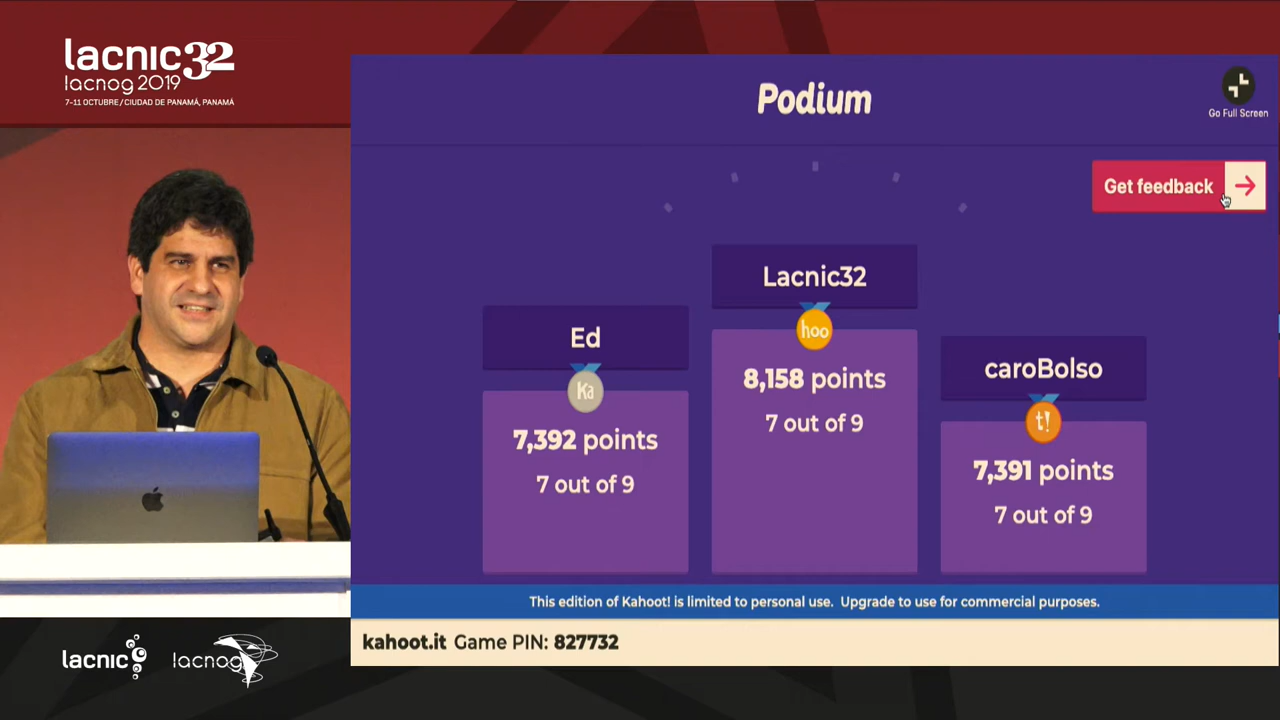 lacnic32
lacnog 2019
7-11 OCTUBRE / CIUDAD DE PANAMÁ, PANAMÁ
Podium
Go Full Screen
Get feedback
Lacnic32
hoo
8,158 points
7 out of 9
Ed
Ka
7,392 points
7 out of 9
caroBolso
t!
7,391 points
7 out of 9
This edition of Kahoot! is limited to personal use. Upgrade to use for commercial purposes.
kahoot.it Game PIN: 827732
lacnic
lacnog